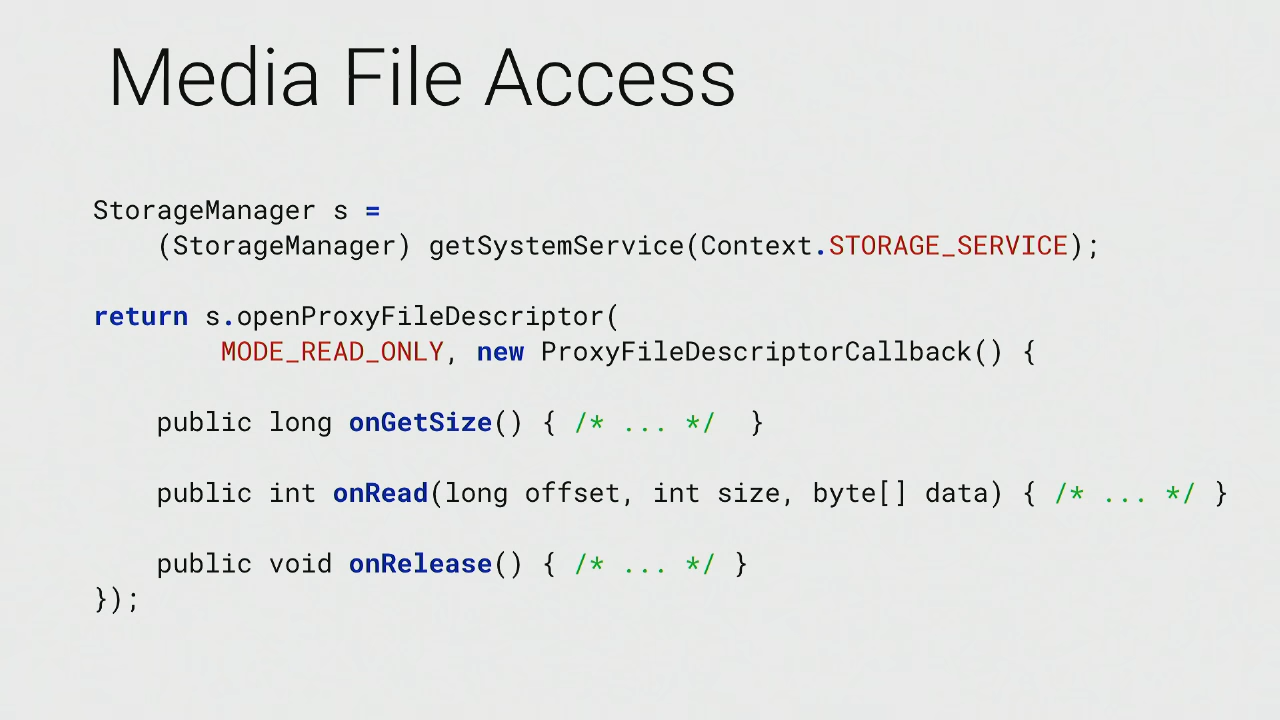 Media File Access
StorageManager s =
(StorageManager) getSystemService(Context.STORAGE_SERVICE);
return s.openProxyFileDescriptor(
MODE_READ_ONLY, new ProxyFileDescriptorCallback() {
public long onGetSize() { /* ... */  }
public int onRead(long offset, int size, byte[] data) { /* ... */ }
public void onRelease() { /* ... */ }
});